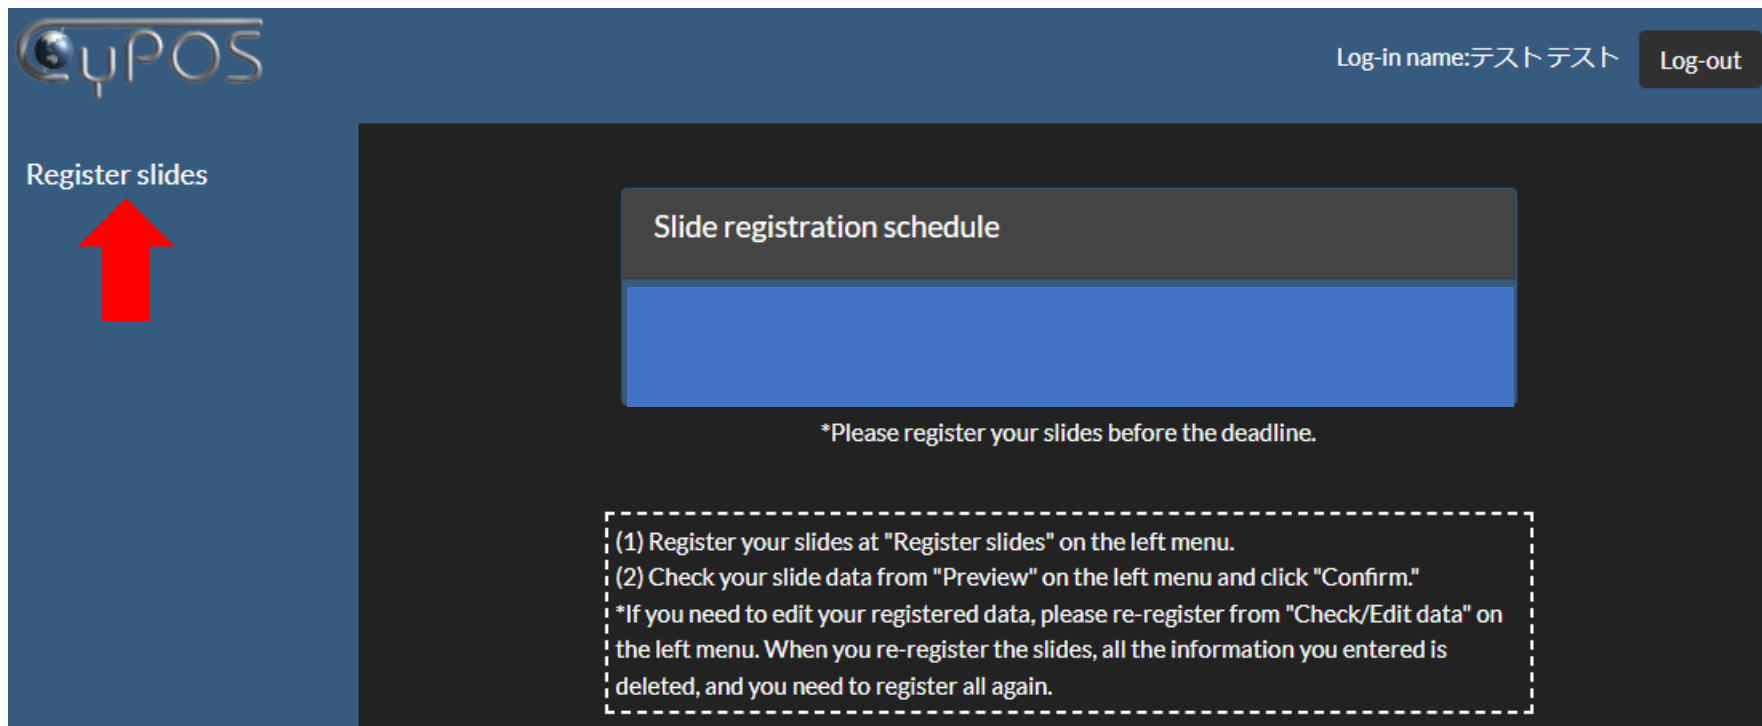 CyPOS
Log-in name:テスト テスト
Log-out
Register slides
Slide registration schedule
*Please register your slides before the deadline.
(1) Register your slides at "Register slides" on the left menu.
(2) Check your slide data from "Preview" on the left menu and click "Confirm."
*If you need to edit your registered data, please re-register from "Check/Edit data" on
the left menu. When you re-register the slides, all the information you entered is
deleted, and you need to register all again.